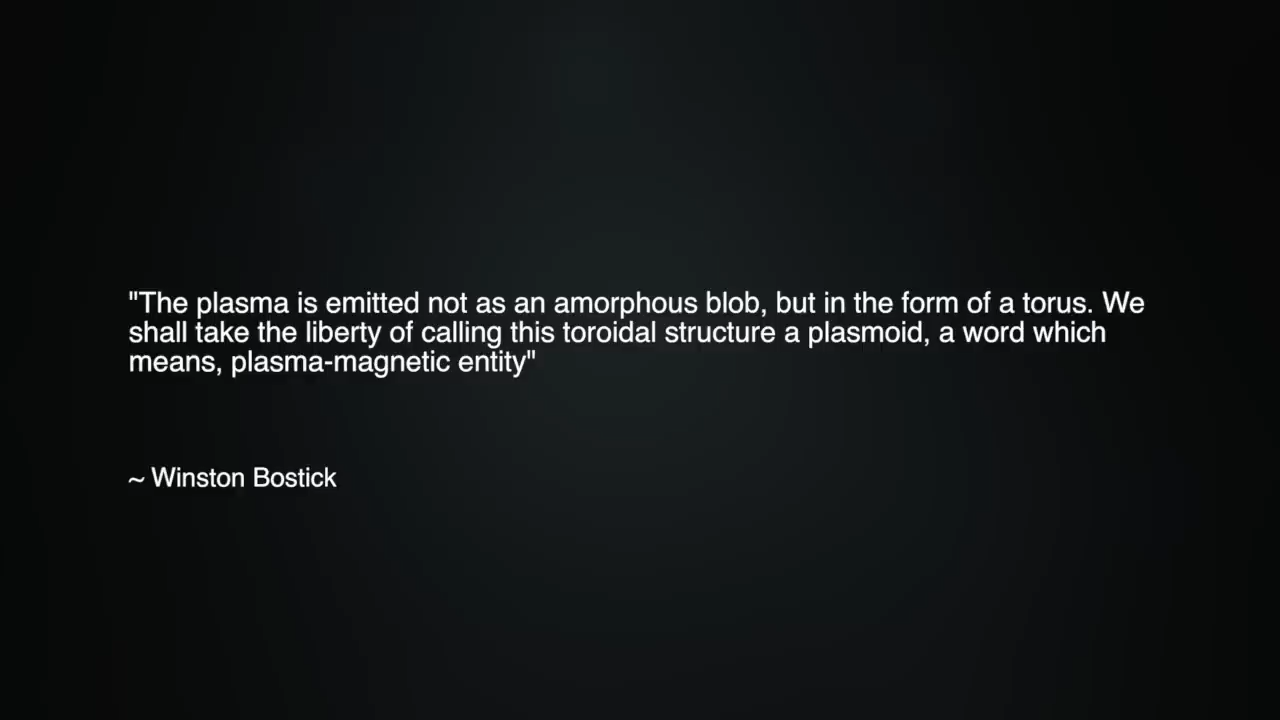 "The plasma is emitted not as an amorphous blob, but in the form of a torus. We
shall take the liberty of calling this toroidal structure a plasmoid, a word which
means, plasma-magnetic entity"
~ Winston Bostick